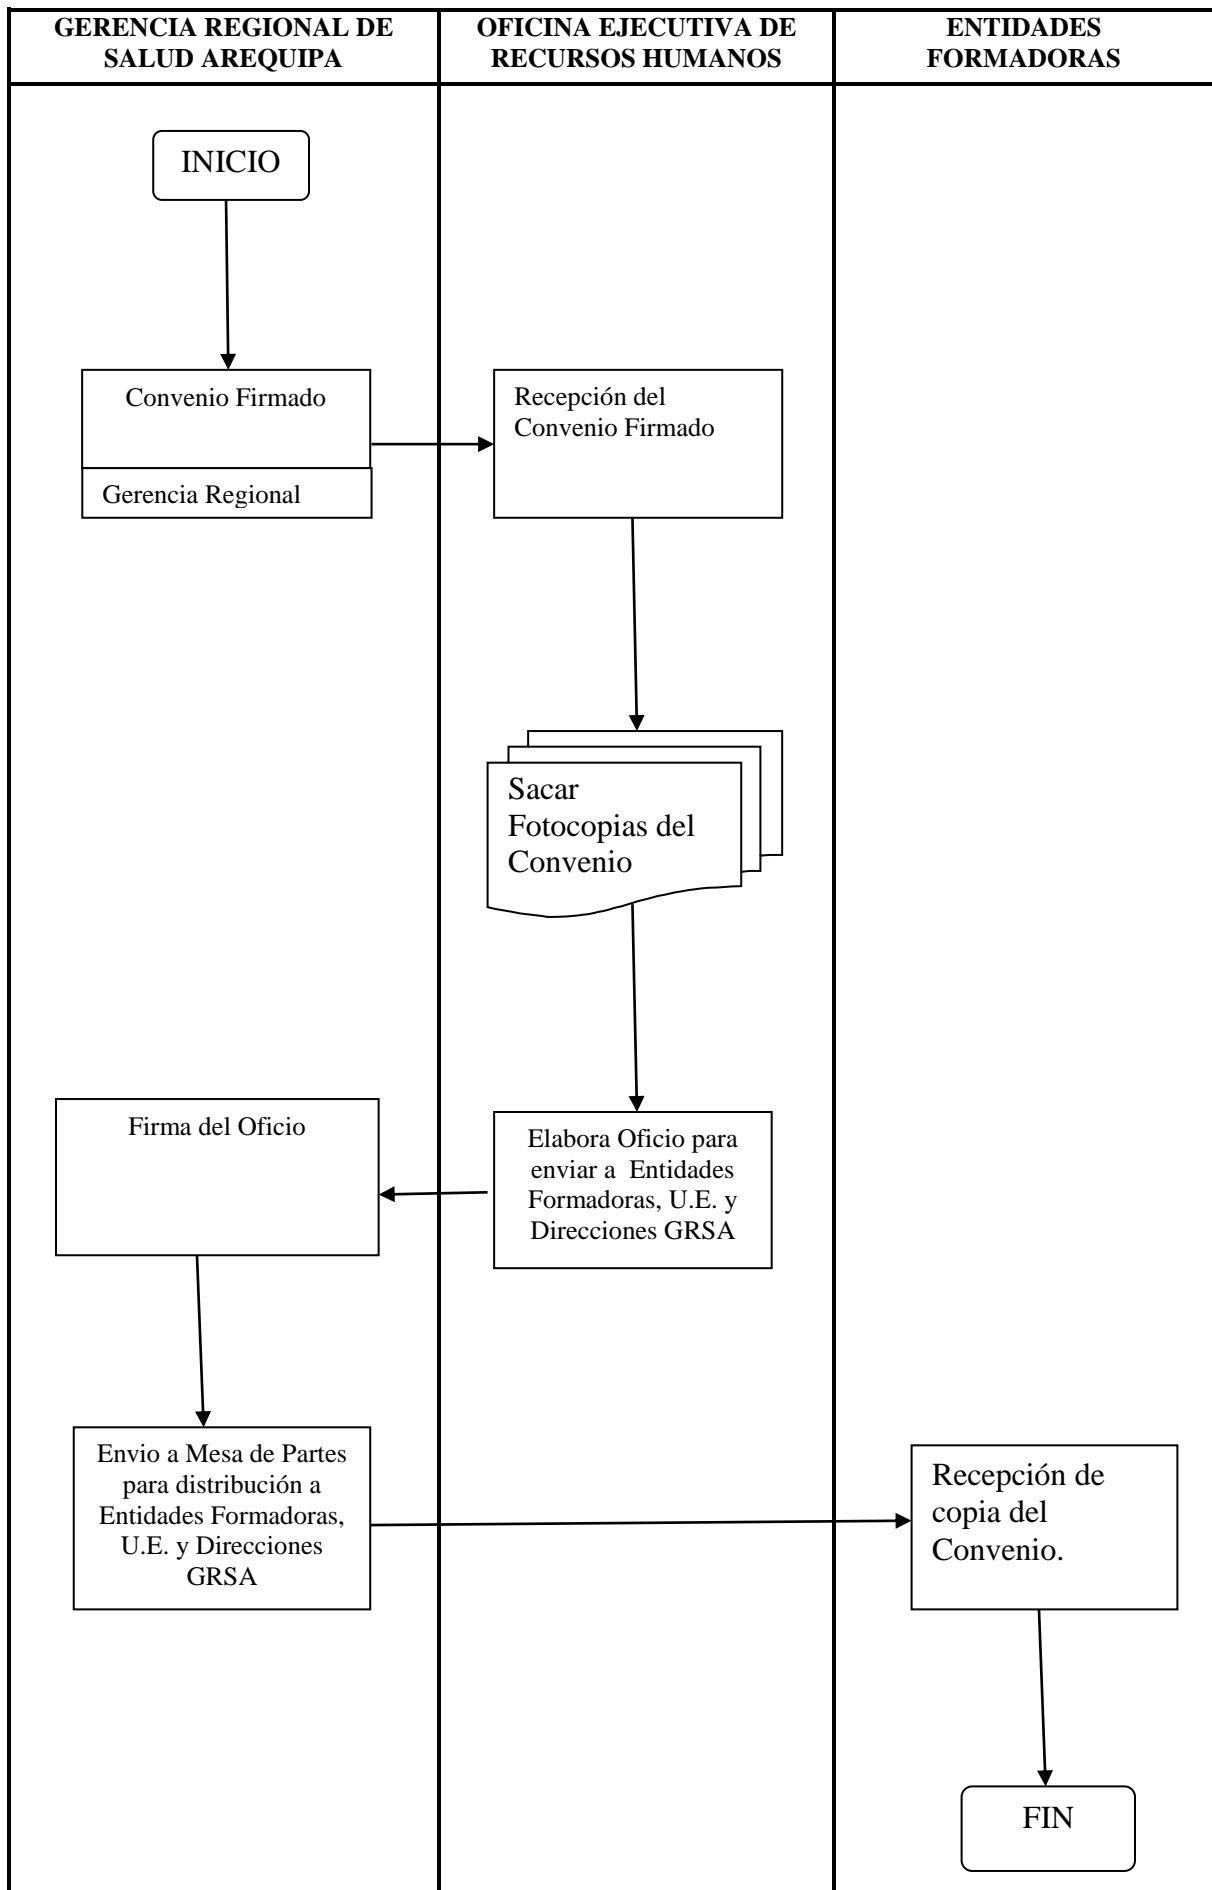 GERENCIA REGIONAL DE
SALUD AREQUIPA
OFICINA EJECUTIVA DE
RECURSOS HUMANOS
ENTIDADES
FORMADORAS
INICIO
Convenio Firmado
Gerencia Regional
Recepción del
Convenio Firmado
Sacar
Fotocopias del
Convenio
Elabora Oficio para
enviar a  Entidades
Formadoras, U.E. y
Direcciones GRSA
Firma del Oficio
Envio a Mesa de Partes
para distribución a
Entidades Formadoras,
U.E. y Direcciones
GRSA
Recepción de
copia del
Convenio.
FIN